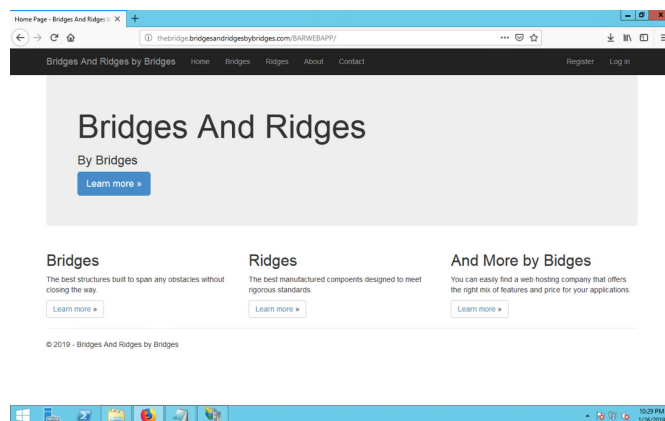 Home Page - Bridges And Ridges b
thebridge.bridgesandridgesbybridges.com/BARWEBAPP/
Bridges And Ridges by Bridges Home Bridges Ridges About Contact Register Log in
Bridges And Ridges
By Bridges
Learn more »
Bridges
The best structures built to span any obstacles without
closing the way.
Learn more »
Ridges
The best manufactured compoents designed to meet
rigorous standards.
Learn more »
And More by Bidges
You can easily find a web hosting company that offers
the right mix of features and price for your applications.
Learn more »
© 2019 - Bridges And Ridges by Bridges
10:29 PM
1/26/2019